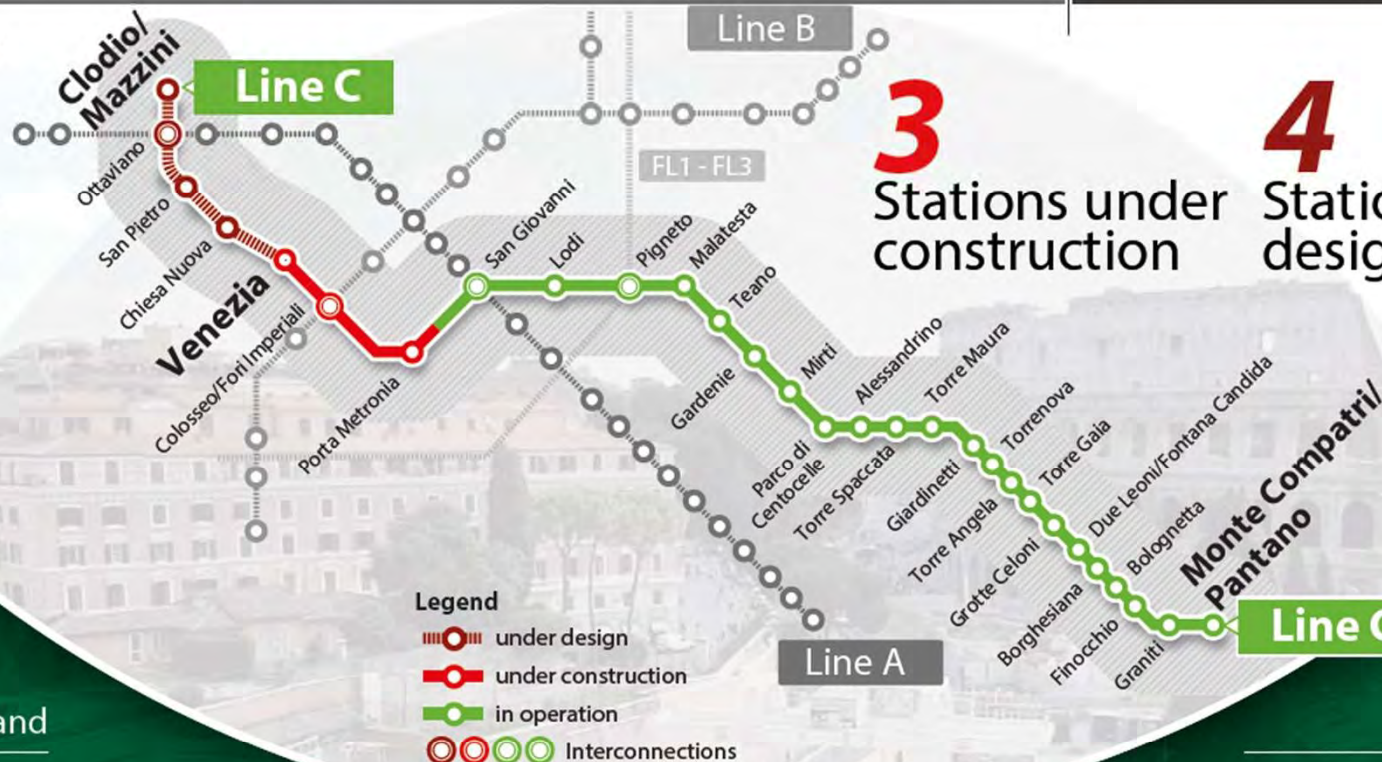 Line B
Clodio/
Mazzini
Line C
FL1 - FL3
3
Stations under
construction
4
Ottaviano
San Pietro
Chiesa Nuova
Venezia
Colosseo/Fori Imperiali
Porta Metronia
San Giovanni
Lodi
Pigneto
Malatesta
Teano
Gardenie
Mirti
Parco di
Centocelle
Alessandrino
Torre Spaccata
Torre Maura
Giardinetti
Torrenova
Torre Angela
Torre Gaia
Grotte Celoni
Due Leoni/Fontana Candida
Borghesiana
Bolognetta
Finocchio
Graniti
Monte Compatri/
Pantano
Line
Line A
Legend
under design
under construction
in operation
Interconnections
and